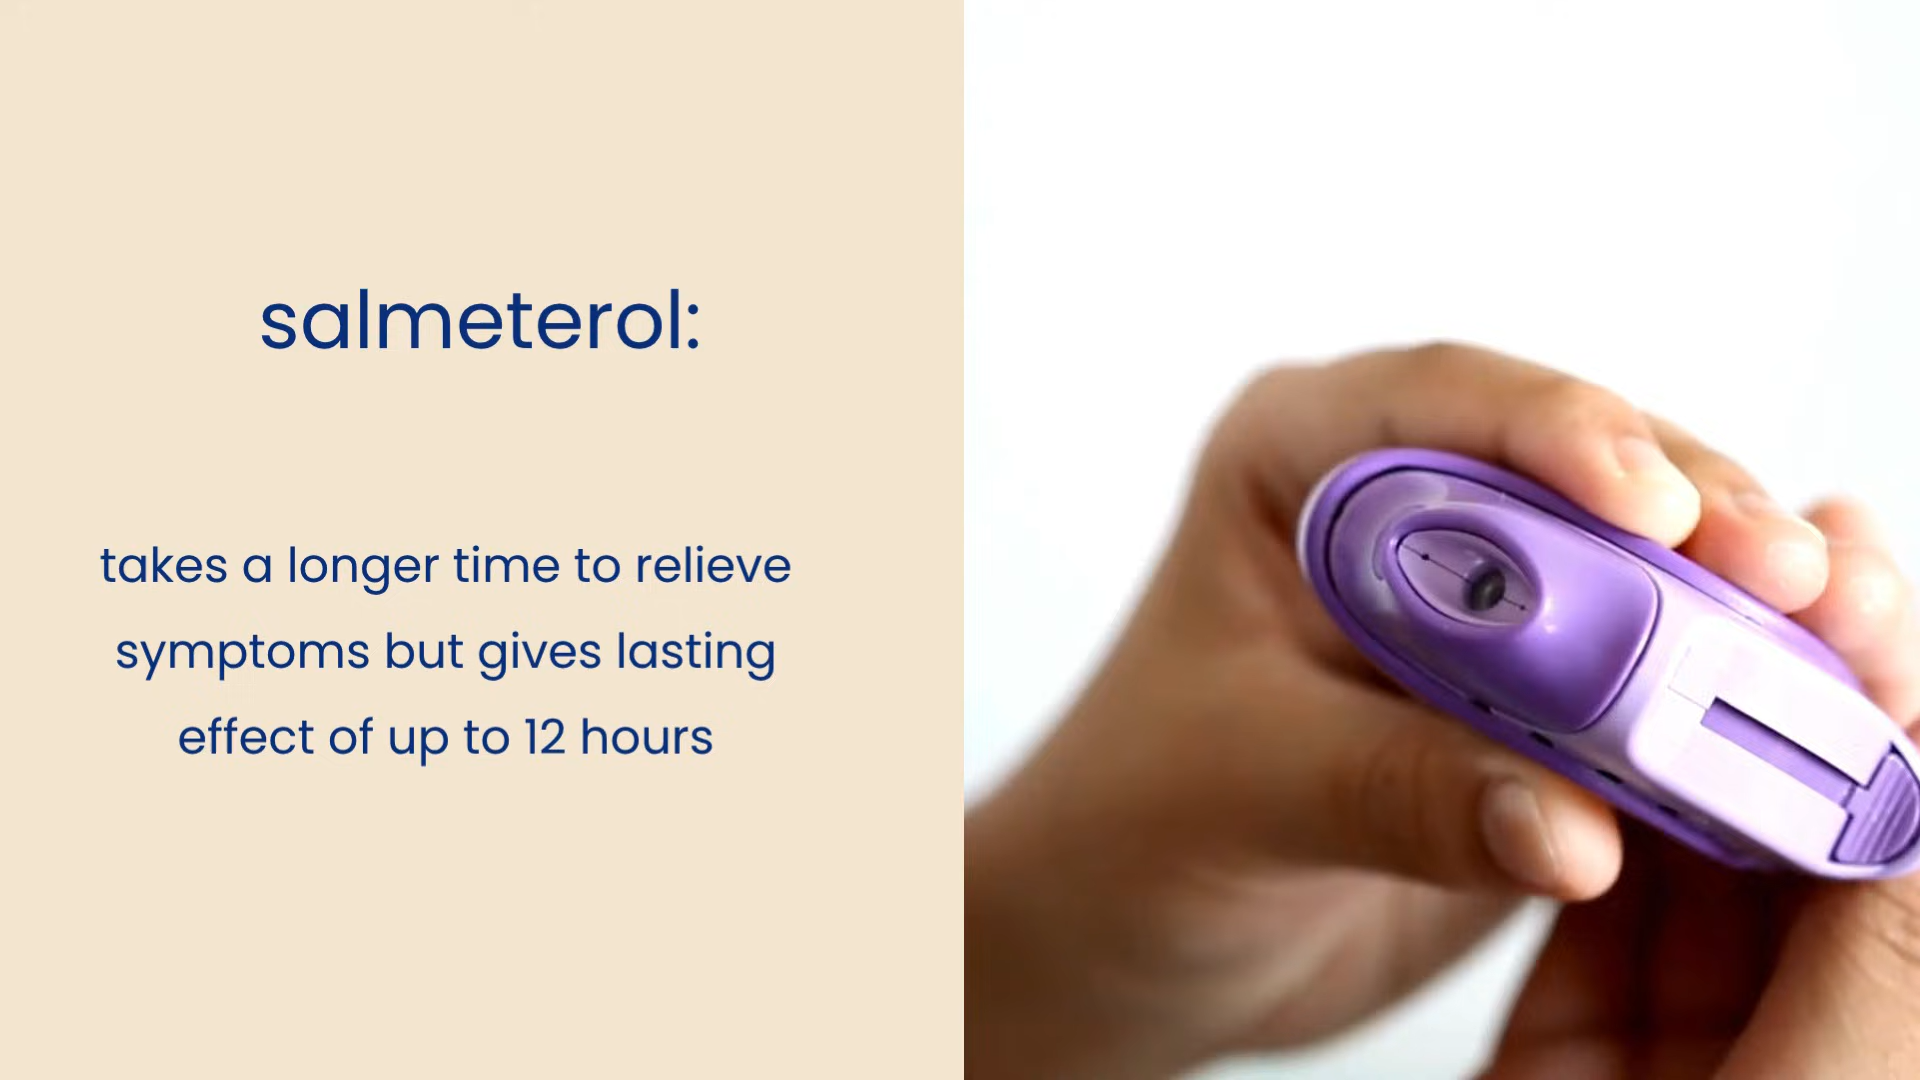 salmeterol:
takes a longer time to relieve
symptoms but gives lasting
effect of up to 12 hours